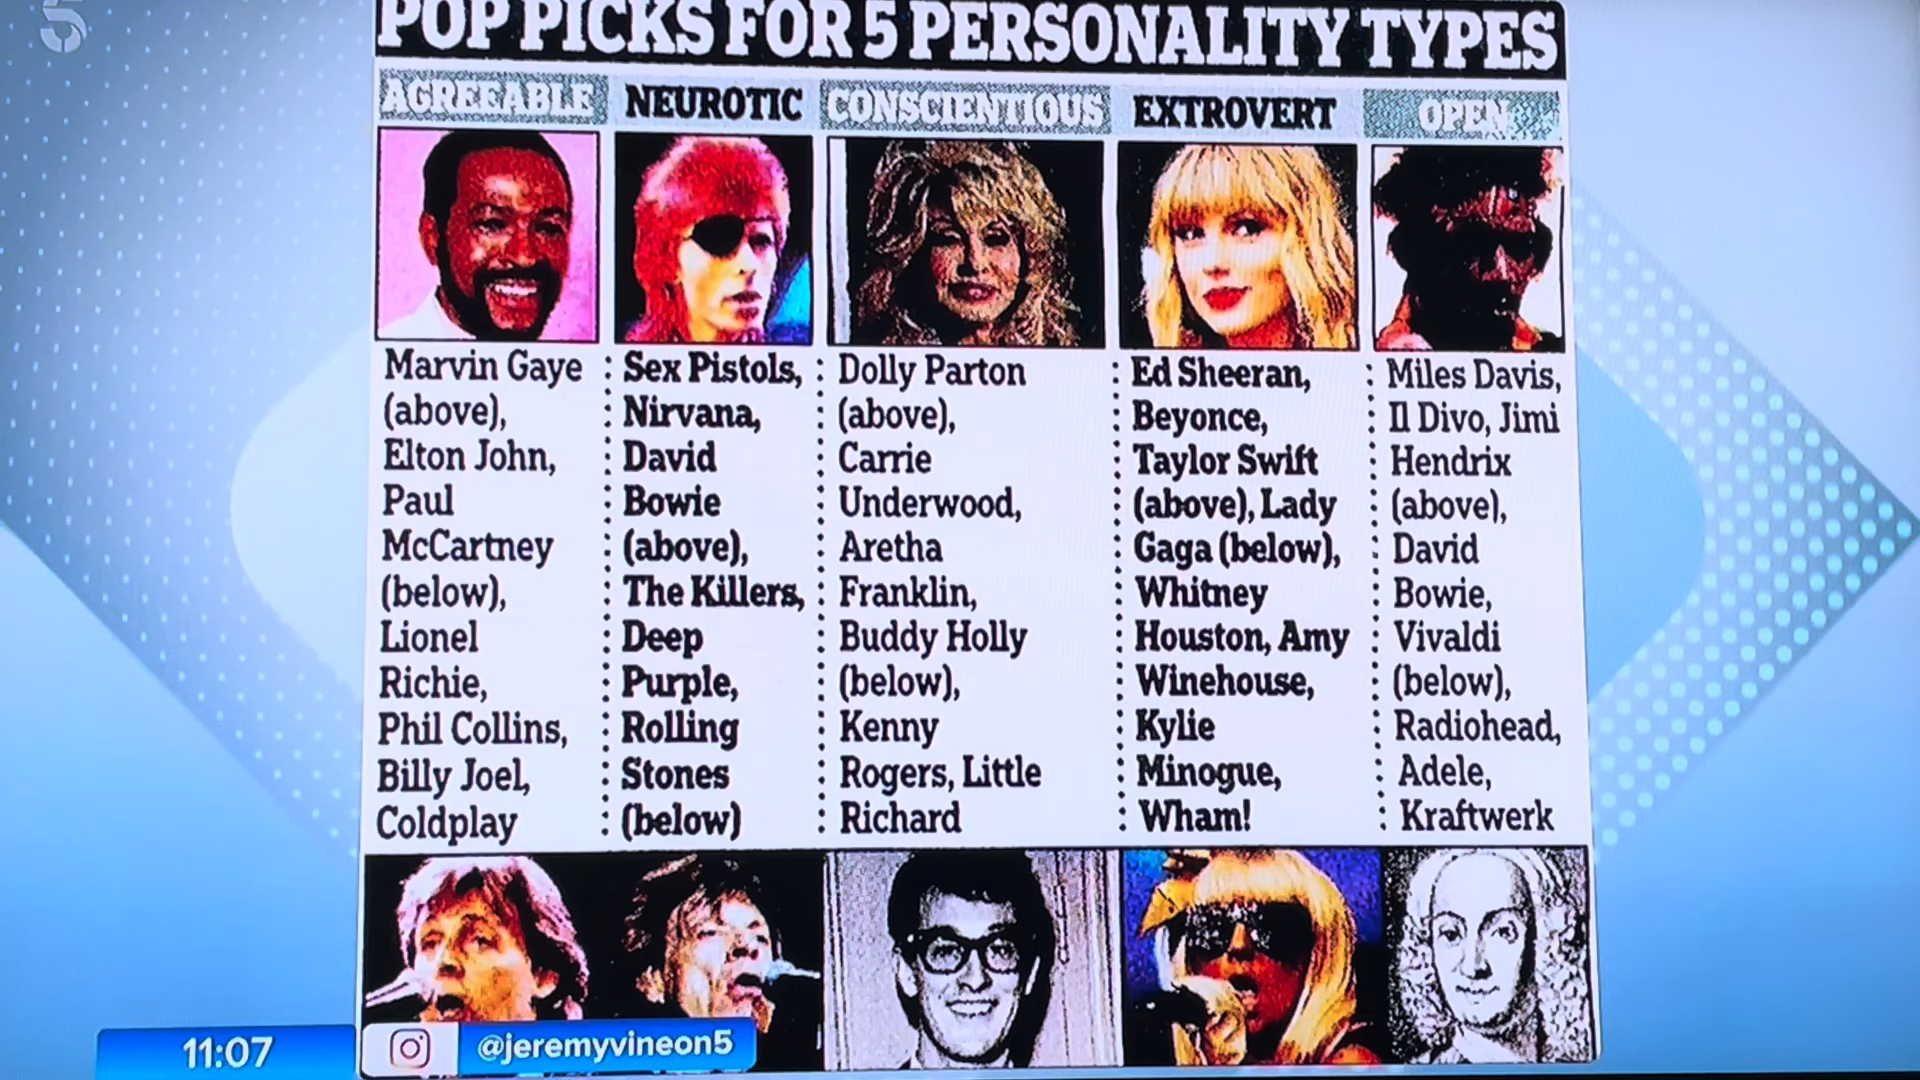 5
POP PICKS FOR 5 PERSONALITY TYPES
AGREEABLE
Marvin Gaye
(above),
Elton John,
Paul
McCartney
(below),
Lionel
Richie,
Phil Collins,
Billy Joel,
Coldplay
NEUROTIC
Sex Pistols,
Nirvana,
David
Bowie
(above),
The Killers,
Deep
Purple,
Rolling
Stones
(below)
CONSCIENTIOUS
Dolly Parton
(above),
Carrie
Underwood,
Aretha
Franklin,
Buddy Holly
(below),
Kenny
Rogers, Little
Richard
EXTROVERT
Ed Sheeran,
Beyonce,
Taylor Swift
(above), Lady
Gaga (below),
Whitney
Houston, Amy
Winehouse,
Kylie
Minogue,
Wham!
OPEN
Miles Davis,
Il Divo, Jimi
Hendrix
(above),
David
Bowie,
Vivaldi
(below),
Radiohead,
Adele,
Kraftwerk
11:07
@jeremyvineon5